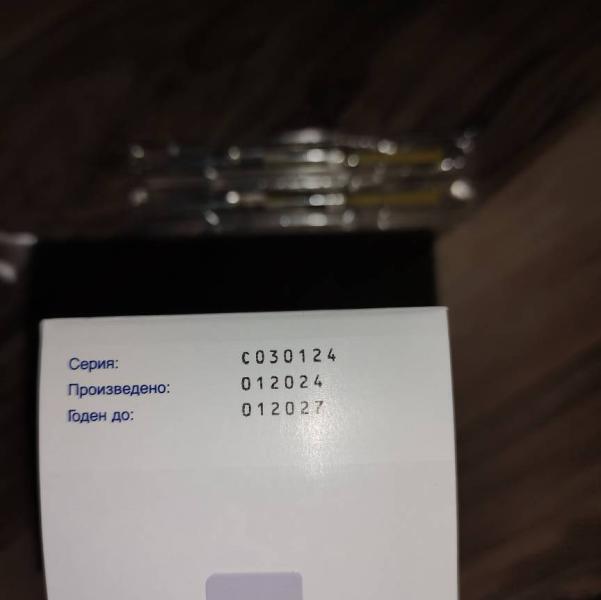 Серия: C030124
Произведено: 012024
Годен до: 012027